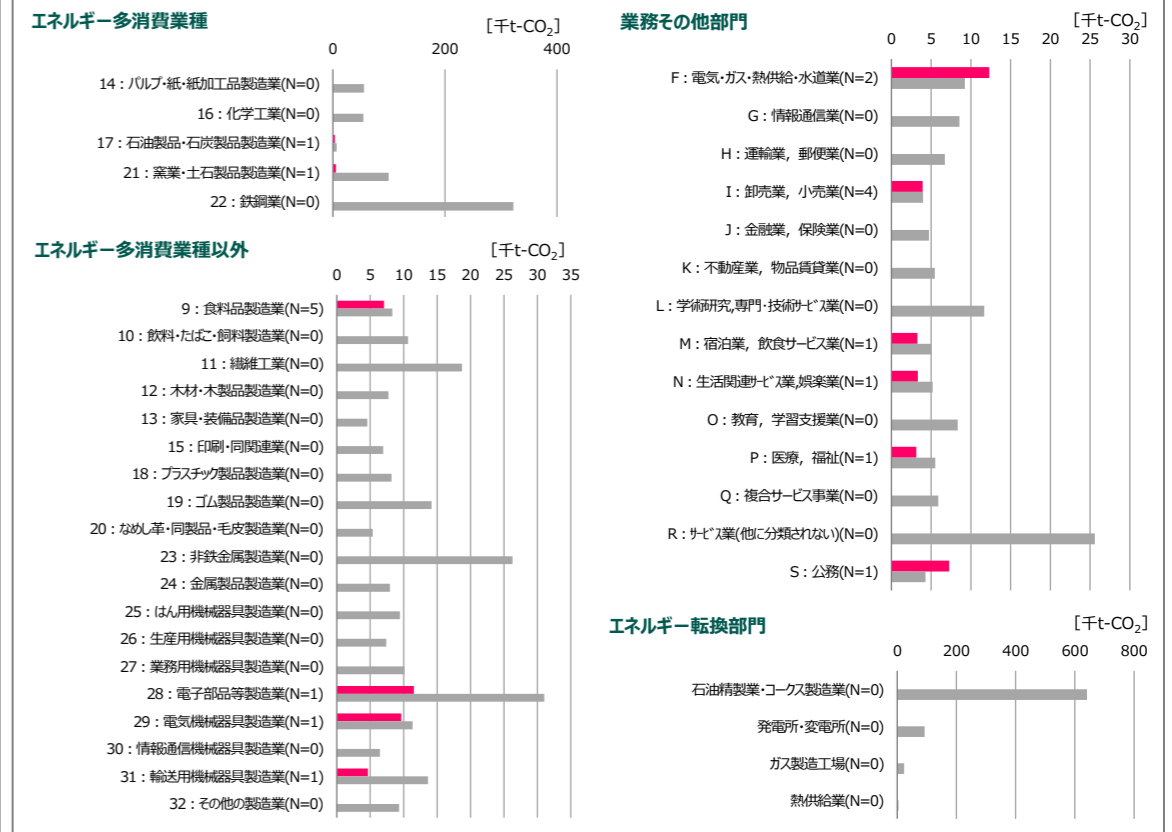 エネルギー多消費業種
[千t-CO₂]
0 200 400
14：パルプ・紙・紙加工品製造業(N=0)
16：化学工業(N=0)
17：石油製品・石炭製品製造業(N=1)
21：窯業・土石製品製造業(N=1)
22：鉄鋼業(N=0)
エネルギー多消費業種以外
[千t-CO₂]
0 5 10 15 20 25 30 35
9：食料品製造業(N=5)
10：飲料・たばこ・飼料製造業(N=0)
11：繊維工業(N=0)
12：木材・木製品製造業(N=0)
13：家具・装備品製造業(N=0)
15：印刷・同関連業(N=0)
18：プラスチック製品製造業(N=0)
19：ゴム製品製造業(N=0)
20：なめし革・同製品・毛皮製造業(N=0)
23：非鉄金属製造業(N=0)
24：金属製品製造業(N=0)
25：はん用機械器具製造業(N=0)
26：生産用機械器具製造業(N=0)
27：業務用機械器具製造業(N=0)
28：電子部品等製造業(N=1)
29：電気機械器具製造業(N=1)
30：情報通信機械器具製造業(N=0)
31：輸送用機械器具製造業(N=1)
32：その他の製造業(N=0)
業務その他部門
[千t-CO₂]
0 5 10 15 20 25 30
F：電気・ガス・熱供給・水道業(N=2)
G：情報通信業(N=0)
H：運輸業，郵便業(N=0)
I：卸売業，小売業(N=4)
J：金融業，保険業(N=0)
K：不動産業，物品賃貸業(N=0)
L：学術研究,専門・技術ｻｰﾋﾞｽ業(N=0)
M：宿泊業，飲食サービス業(N=1)
N：生活関連ｻｰﾋﾞｽ業,娯楽業(N=1)
O：教育，学習支援業(N=0)
P：医療，福祉(N=1)
Q：複合サービス事業(N=0)
R：ｻｰﾋﾞｽ業(他に分類されない)(N=0)
S：公務(N=1)
エネルギー転換部門
[千t-CO₂]
0 200 400 600 800
石油精製業・コークス製造業(N=0)
発電所・変電所(N=0)
ガス製造工場(N=0)
熱供給業(N=0)